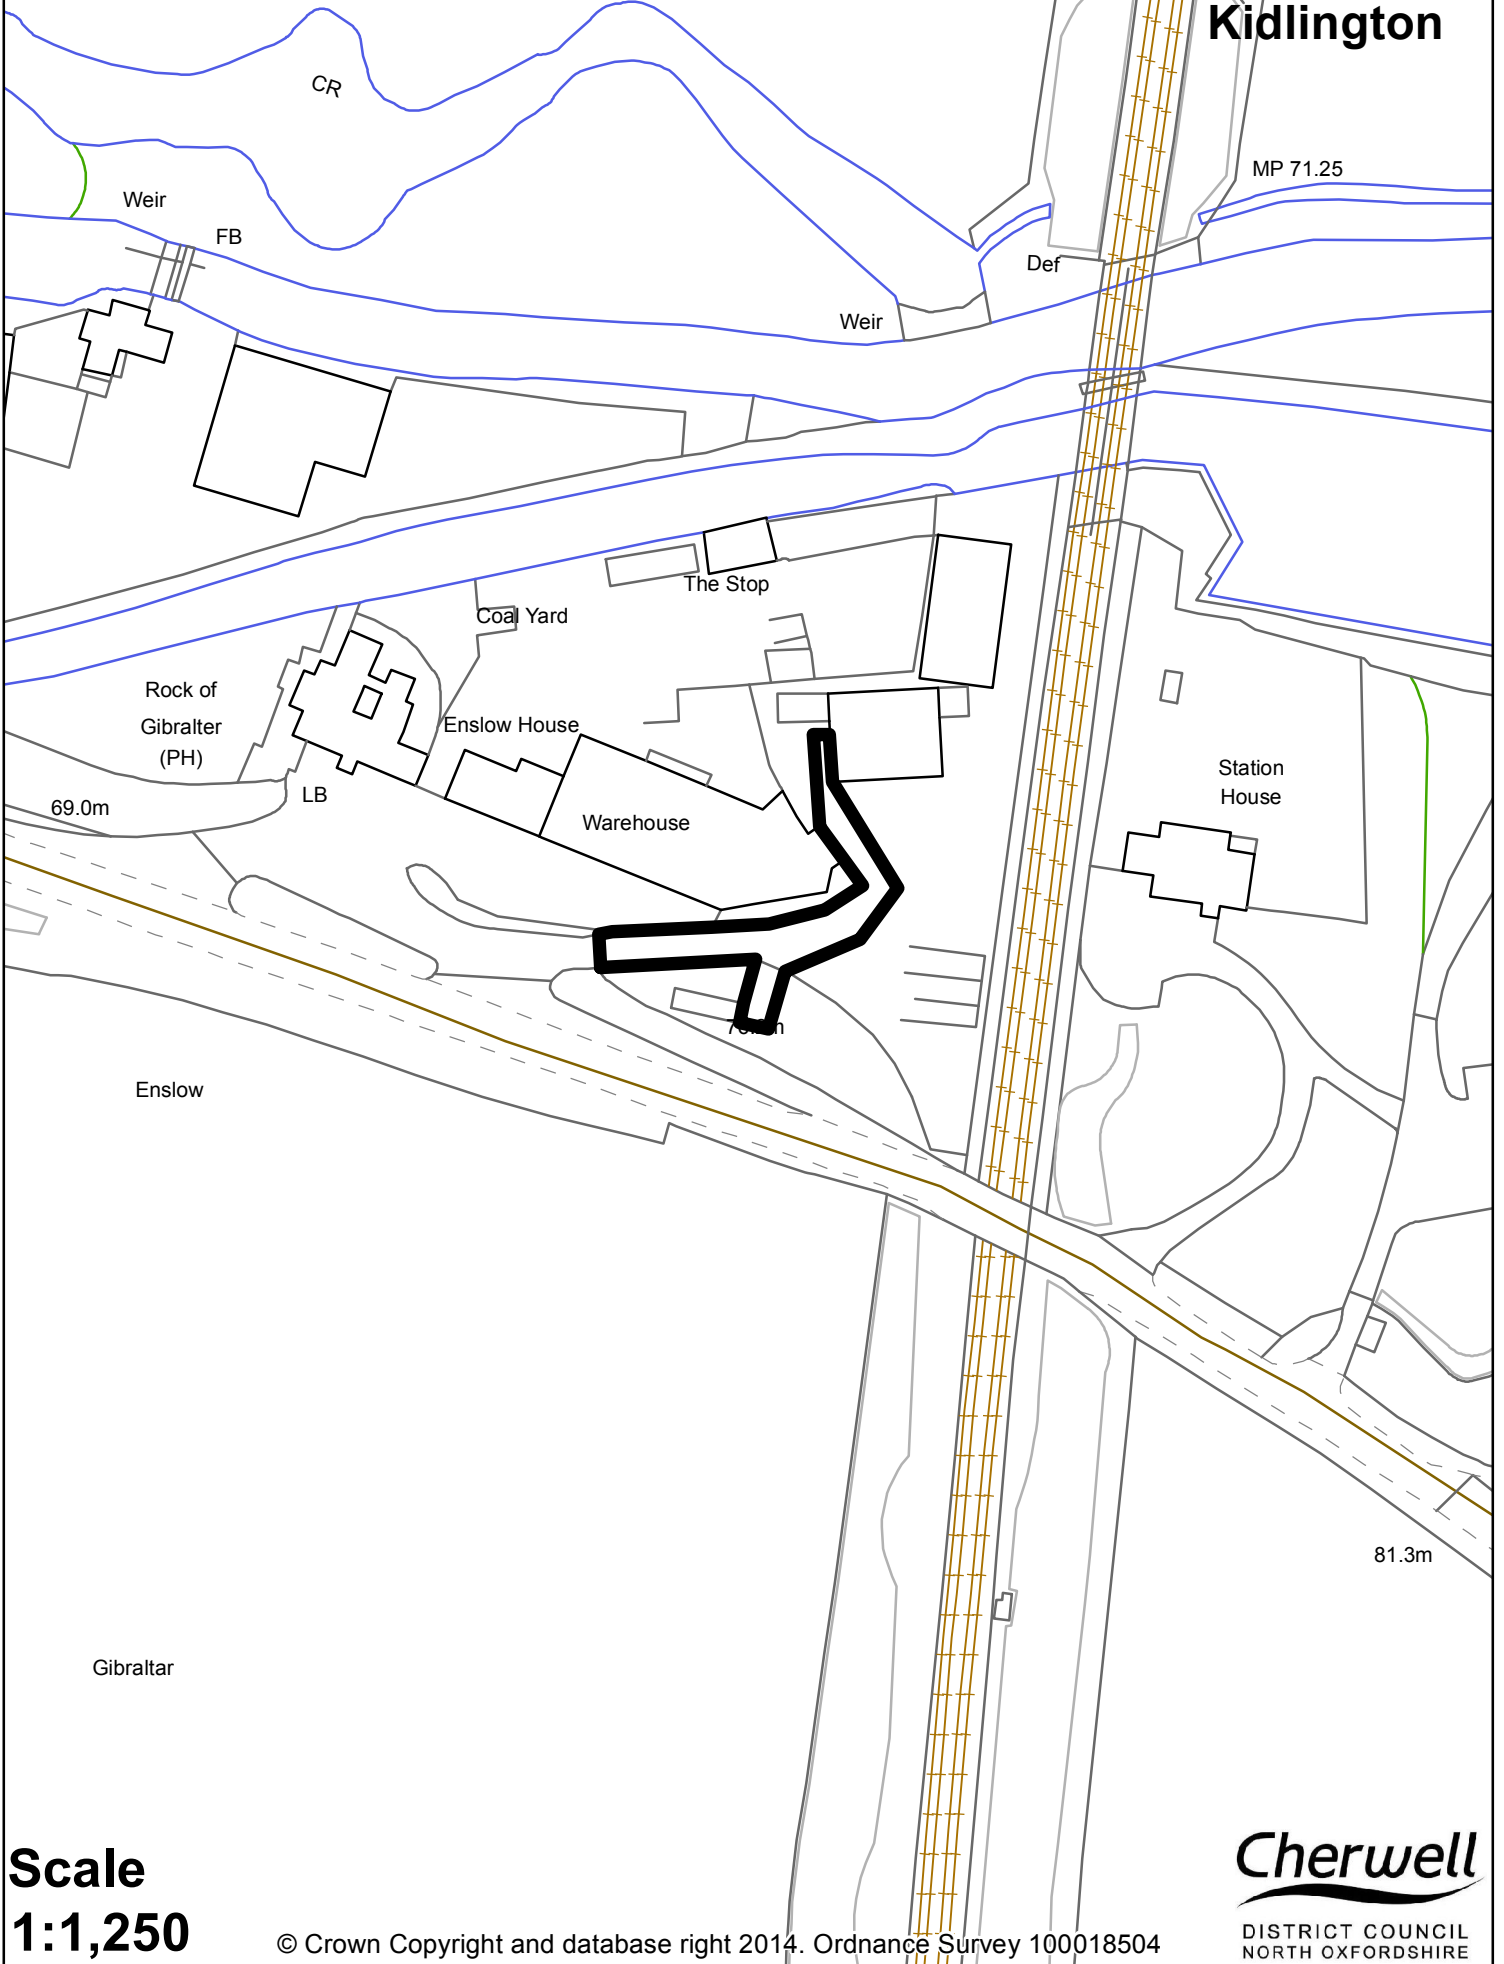 Kidlington
CR
MP 71.25
Weir
FB
Def
Weir
The Stop
Coal Yard
Rock of
Gibralter
(PH)
Enslow House
Station
House
LB
69.0m
Warehouse
Enslow
81.3m
Gibraltar
Scale
1:1,250
© Crown Copyright and database right 2014. Ordnance Survey 100018504
Cherwell
DISTRICT COUNCIL
NORTH OXFORDSHIRE